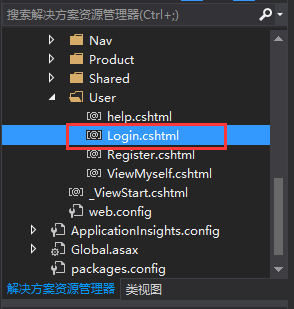 搜索解决方案资源管理器(Ctrl+;)
Nav
Product
Shared
User
help.cshtml
Login.cshtml
Register.cshtml
ViewMyself.cshtml
_ViewStart.cshtml
web.config
ApplicationInsights.config
Global.asax
packages.config
解决方案资源管理器 类视图